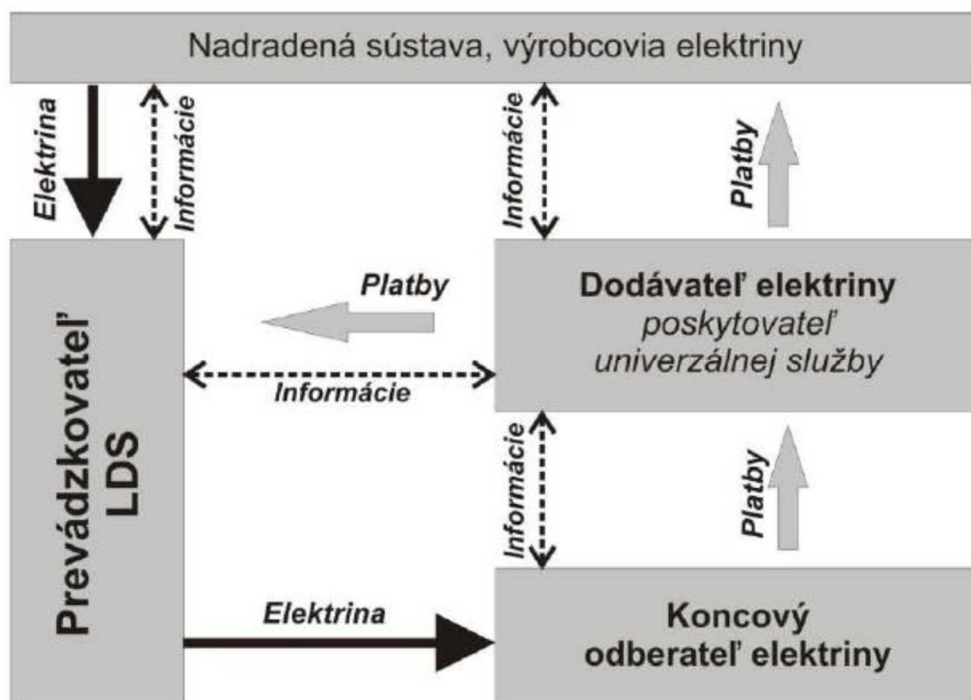 Nadradená sústava, výrobcovia elektriny
Elektrina
Informácie
Informácie
Platby
Platby
Informácie
Dodávateľ elektriny
poskytovateľ
univerzálnej služby
Prevádzkovateľ
LDS
Informácie
Platby
Elektrina
Koncový
odberateľ elektriny